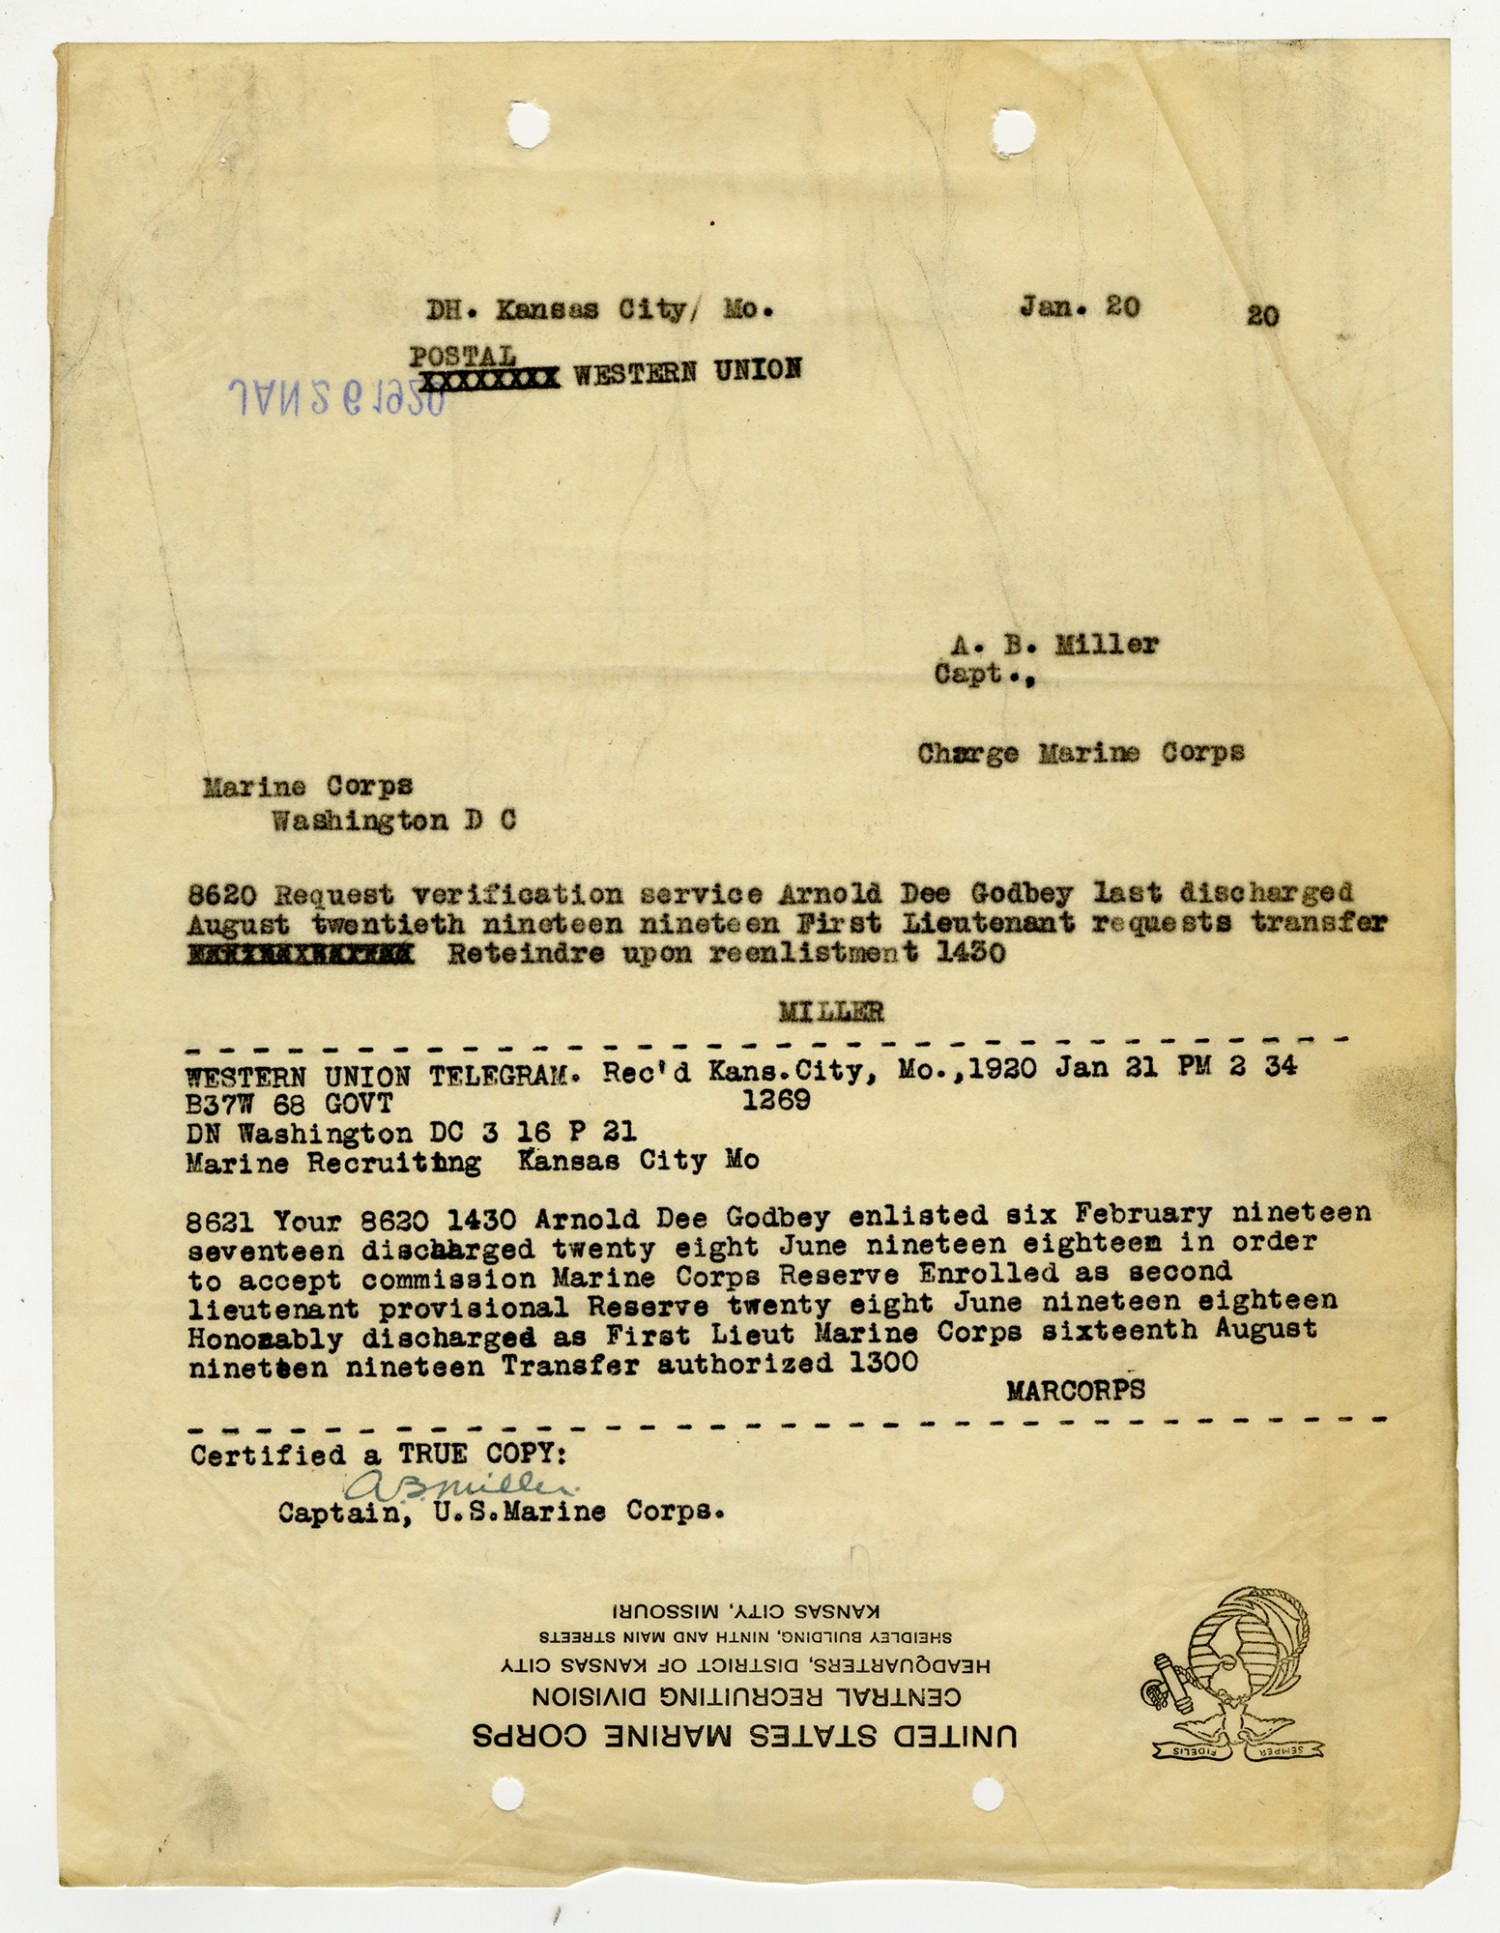 DH. Kansas City, Mo. Jan. 20 20
POSTAL
XXXXXXXX WESTERN UNION
JAN 26 1920
A. B. Miller
Capt.,
Charge Marine Corps
Marine Corps
Washington D C
8620 Request verification service Arnold Dee Godbey last discharged
August twentieth nineteen nineteen First Lieutenant requests transfer
Reteindre upon reenlistment 1430
MILLER
WESTERN UNION TELEGRAM. Rec'd Kans.City, Mo.,1920 Jan 21 PM 2 34
B37W 68 GOVT 1269
DN Washington DC 3 16 P 21
Marine Recruiting Kansas City Mo
8621 Your 8620 1430 Arnold Dee Godbey enlisted six February nineteen
seventeen discharged twenty eight June nineteen eighteen in order
to accept commission Marine Corps Reserve Enrolled as second
lieutenant provisional Reserve twenty eight June nineteen eighteen
Honorably discharged as First Lieut Marine Corps sixteenth August
nineteen nineteen Transfer authorized 1300
MARCORPS
Certified a TRUE COPY:
A.B. Miller.
Captain, U.S.Marine Corps.
UNITED STATES MARINE CORPS
CENTRAL RECRUITING DIVISION
HEADQUARTERS, DISTRICT OF KANSAS CITY
SHEIDLEY BUILDING, NINTH AND MAIN STREETS
KANSAS CITY, MISSOURI
SEMPER FIDELIS